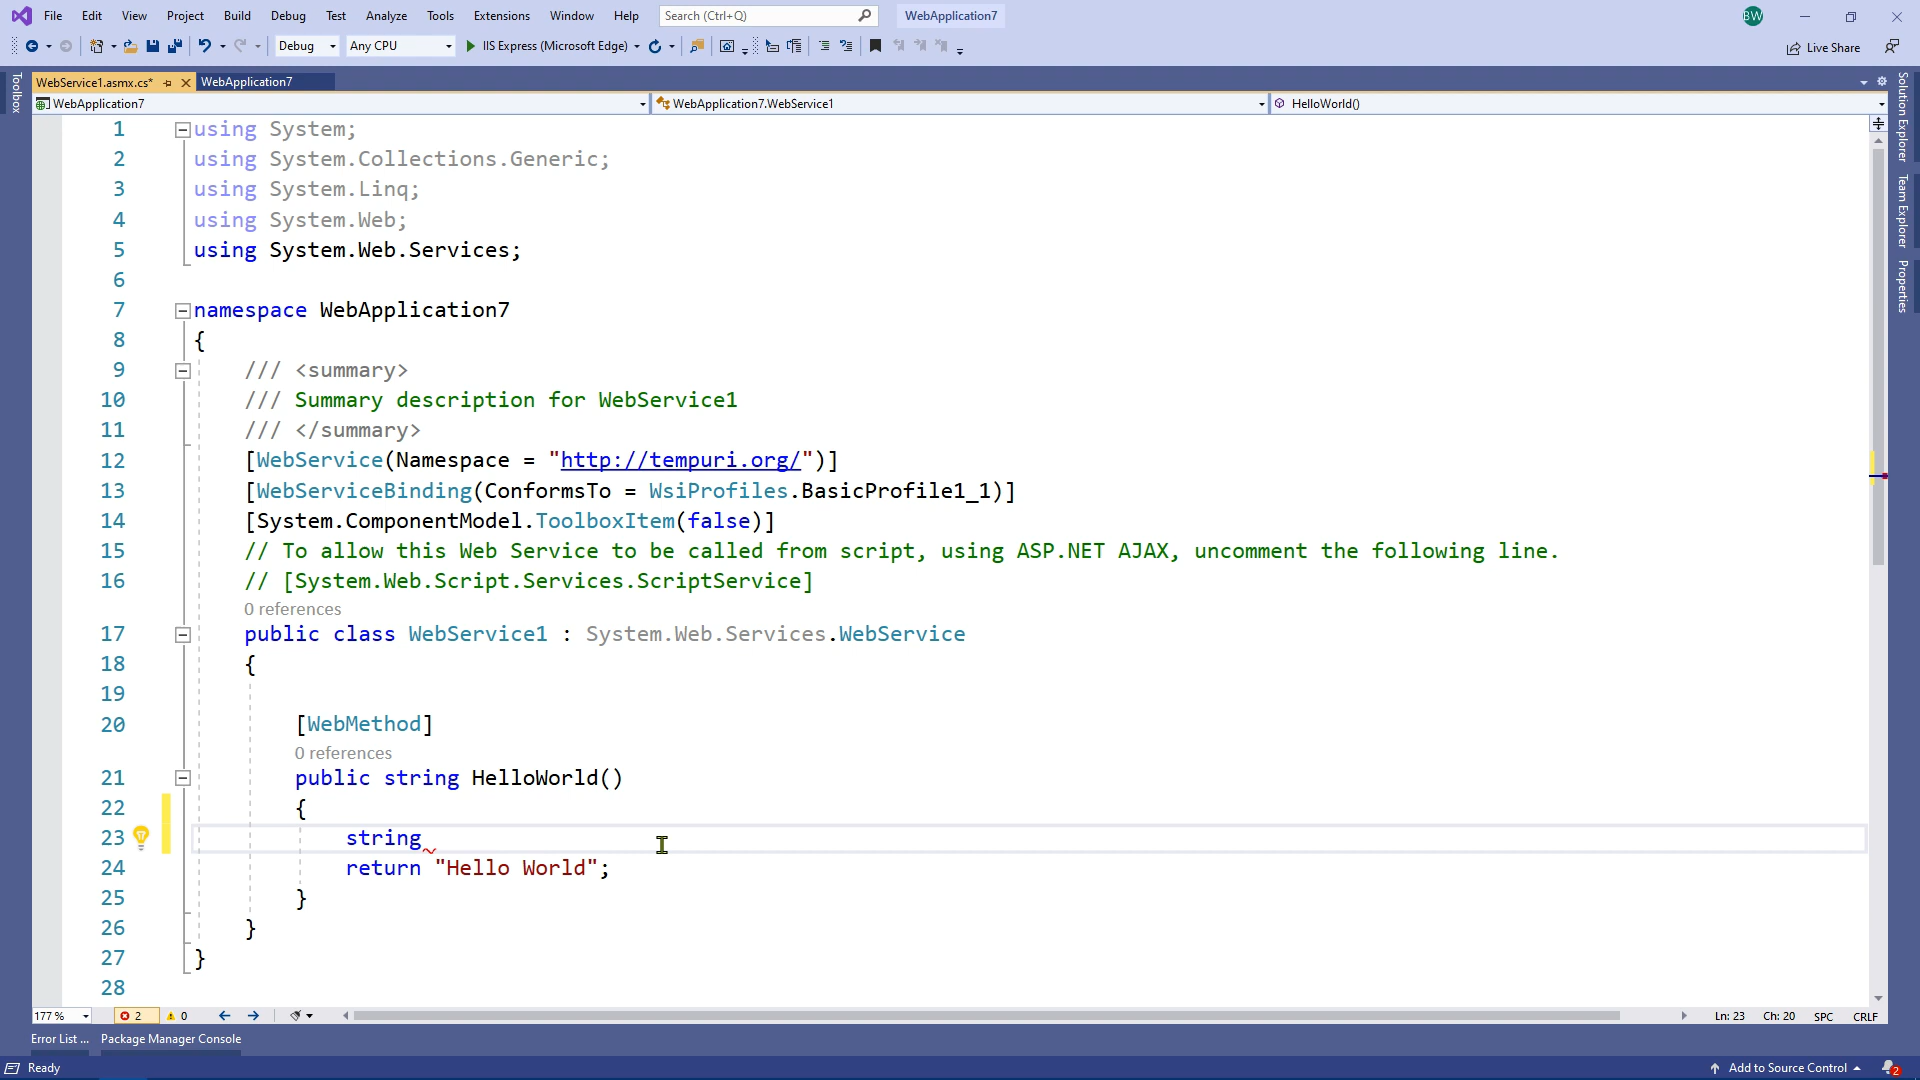 File Edit View Project Build Debug Test Analyze Tools Extensions Window Help Search (Ctrl+Q) WebApplication7 BW
Debug Any CPU IIS Express (Microsoft Edge) Live Share
WebService1.asmx.cs* WebApplication7
WebApplication7 WebApplication7.WebService1 HelloWorld()
Toolbox
Solution Explorer
Team Explorer
Properties
1 using System;
2 using System.Collections.Generic;
3 using System.Linq;
4 using System.Web;
5 using System.Web.Services;
6
7 namespace WebApplication7
8 {
9 /// <summary>
10 /// Summary description for WebService1
11 /// </summary>
12 [WebService(Namespace = "http://tempuri.org/")]
13 [WebServiceBinding(ConformsTo = WsiProfiles.BasicProfile1_1)]
14 [System.ComponentModel.ToolboxItem(false)]
15 // To allow this Web Service to be called from script, using ASP.NET AJAX, uncomment the following line.
16 // [System.Web.Script.Services.ScriptService]
0 references
17 public class WebService1 : System.Web.Services.WebService
18 {
19
20 [WebMethod]
0 references
21 public string HelloWorld()
22 {
23 string
24 return "Hello World";
25 }
26 }
27 }
28
177 % 2 0 Ln: 23 Ch: 20 SPC CRLF
Error List ... Package Manager Console
Ready Add to Source Control 2